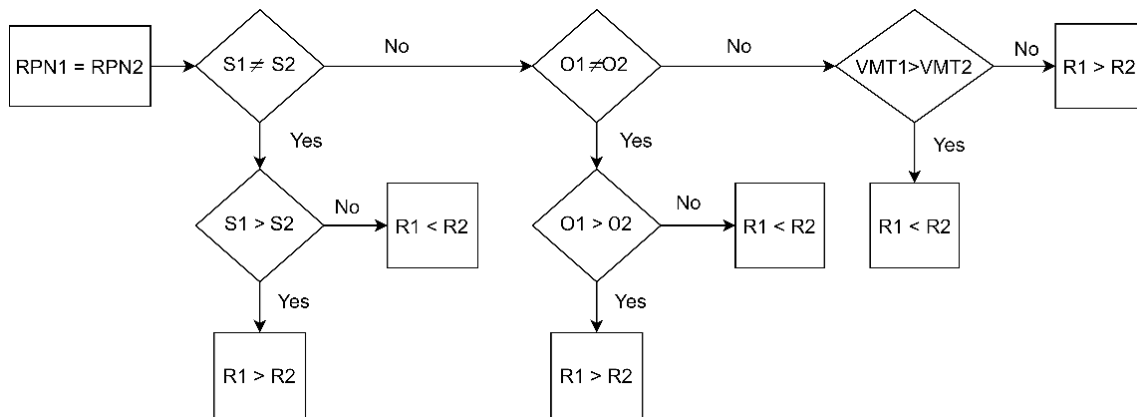 RPN1 = RPN2
S1 ≠ S2
No
O1≠O2
No
VMT1>VMT2
No
R1 > R2
Yes
Yes
Yes
S1 > S2
No
R1 < R2
O1 > O2
No
R1 < R2
R1 < R2
Yes
Yes
R1 > R2
R1 > R2